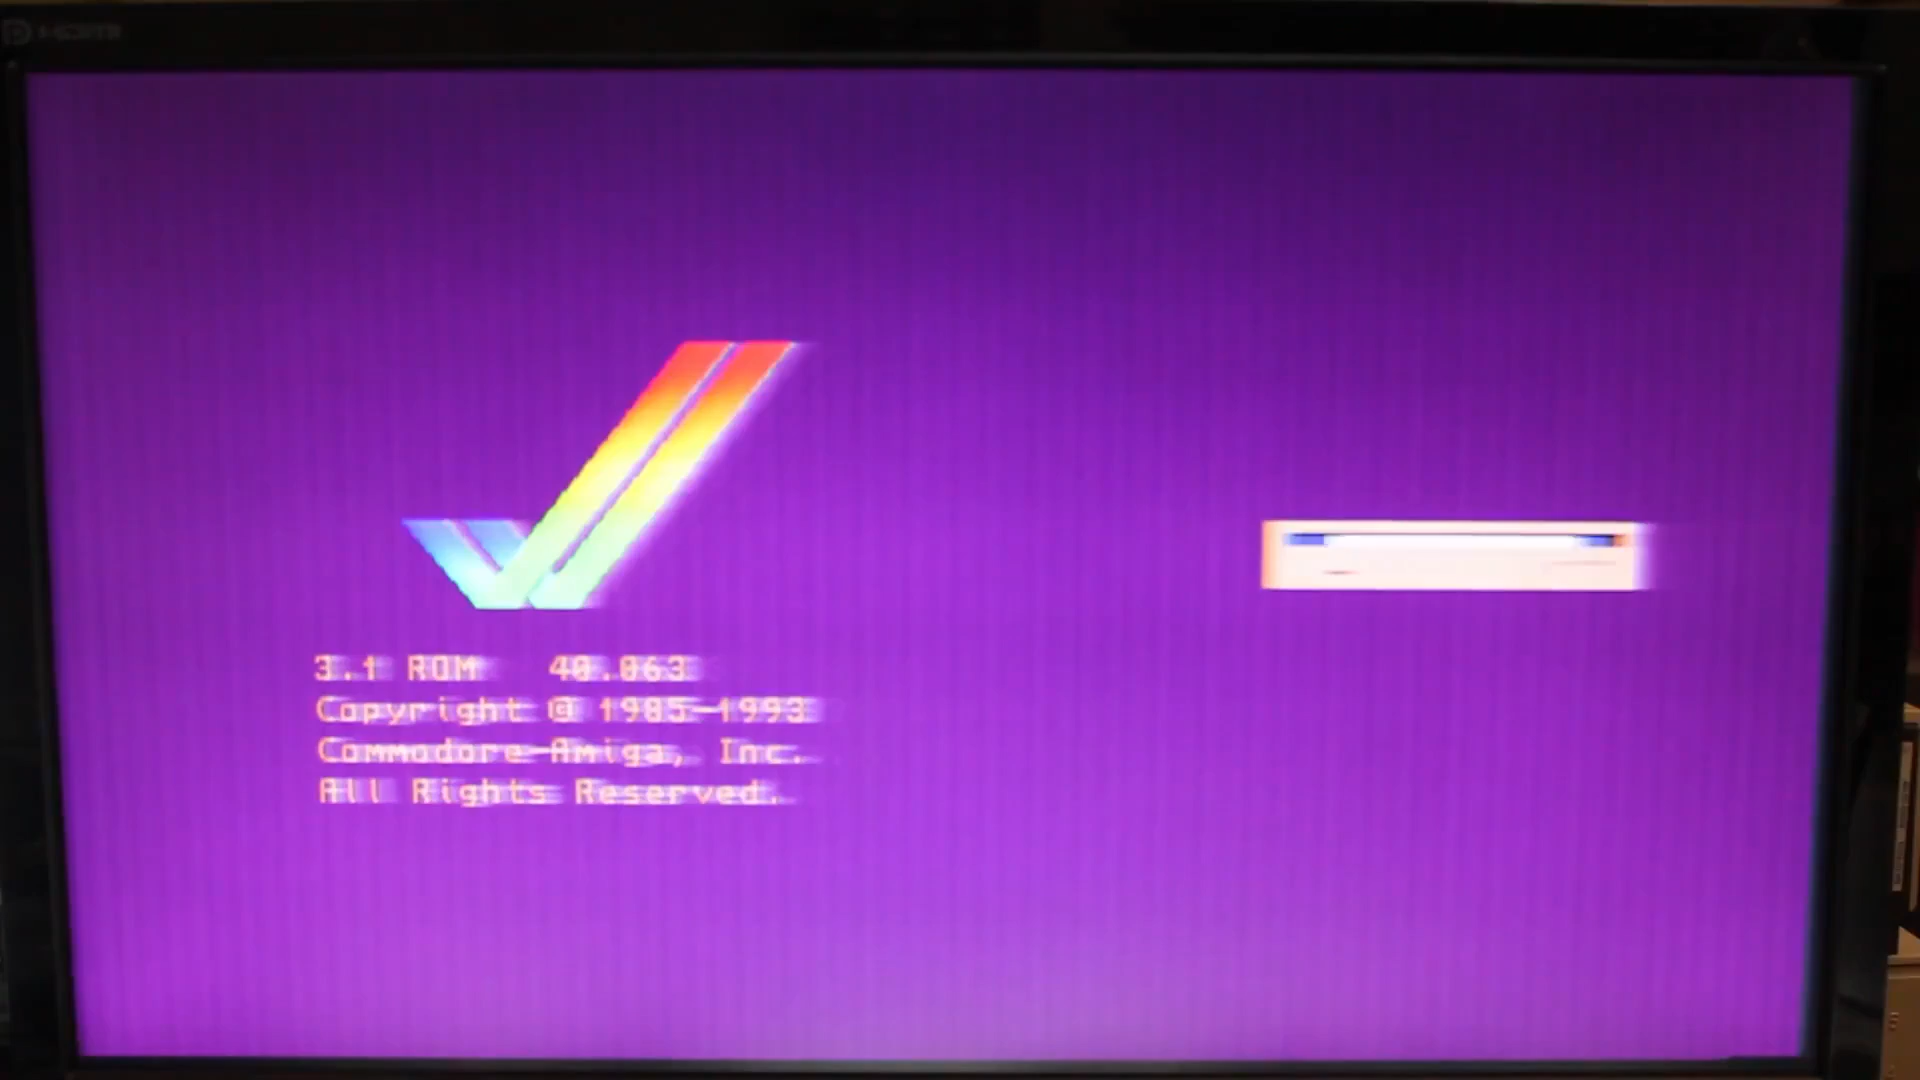 3.1 ROM 40.063
Copyright © 1985-1993
Commodore-Amiga, Inc.
All Rights Reserved.